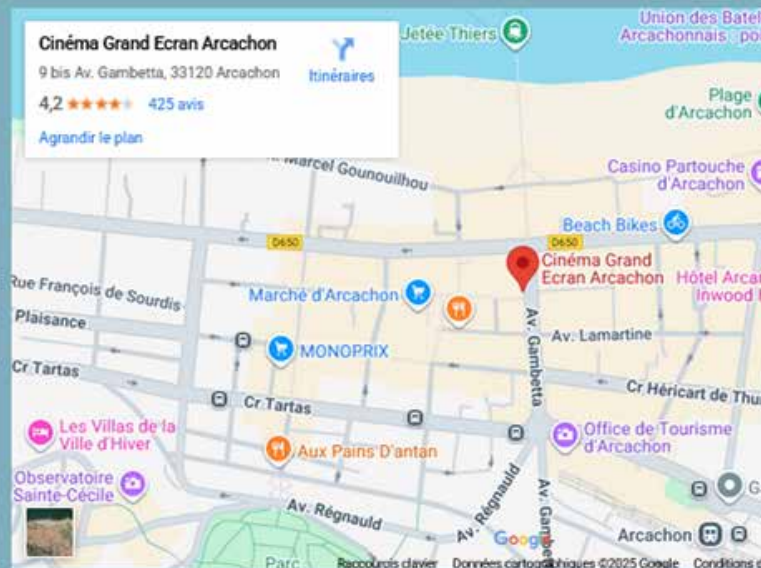 Cinéma Grand Ecran Arcachon
9 bis Av. Gambetta, 33120 Arcachon
4,2
425 avis
Agrandir le plan
Itinéraires
Jetée Thiers
Union des Batel
Arcachonnais
Plage
d'Arcachon
Marcel Gounouilhou
Casino Partouche
d'Arcachon
Beach Bikes
D650
D650
Cinéma Grand
Ecran Arcachon
Hôtel Arca
Inwood
Rue François de Sourdis
Marché d'Arcachon
Plaisance
MONOPRIX
Av. Lamartine
Av. Gambetta
Cr Tartas
Cr Tartas
Cr Héricart de Thu
Les Villas de la
Ville d'Hiver
Aux Pains D'antan
Office de Tourisme
d'Arcachon
Observatoire
Sainte-Cécile
Av. Régnauld
Av. Régnauld
Av. Gambet
G
Google
Arcachon
Parc
Raccourcis clavier
Données cartographiques ©2025 Google
Conditions d